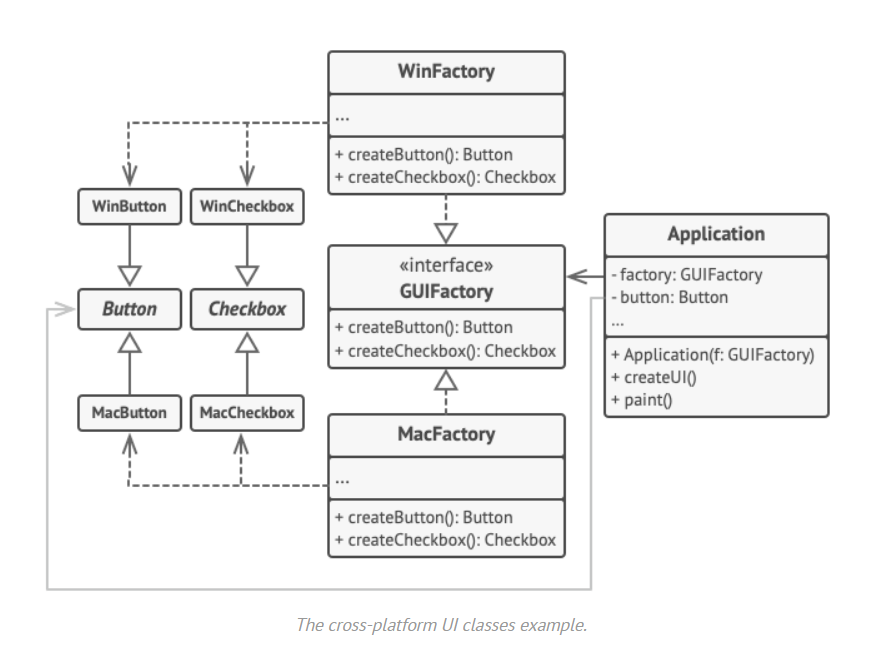 WinFactory
...
+ createButton(): Button
+ createCheckbox(): Checkbox
WinButton
WinCheckbox
Button
Checkbox
MacButton
MacCheckbox
«interface»
GUIFactory
+ createButton(): Button
+ createCheckbox(): Checkbox
Application
- factory: GUIFactory
- button: Button
...
+ Application(f: GUIFactory)
+ createUI()
+ paint()
MacFactory
...
+ createButton(): Button
+ createCheckbox(): Checkbox
The cross-platform UI classes example.